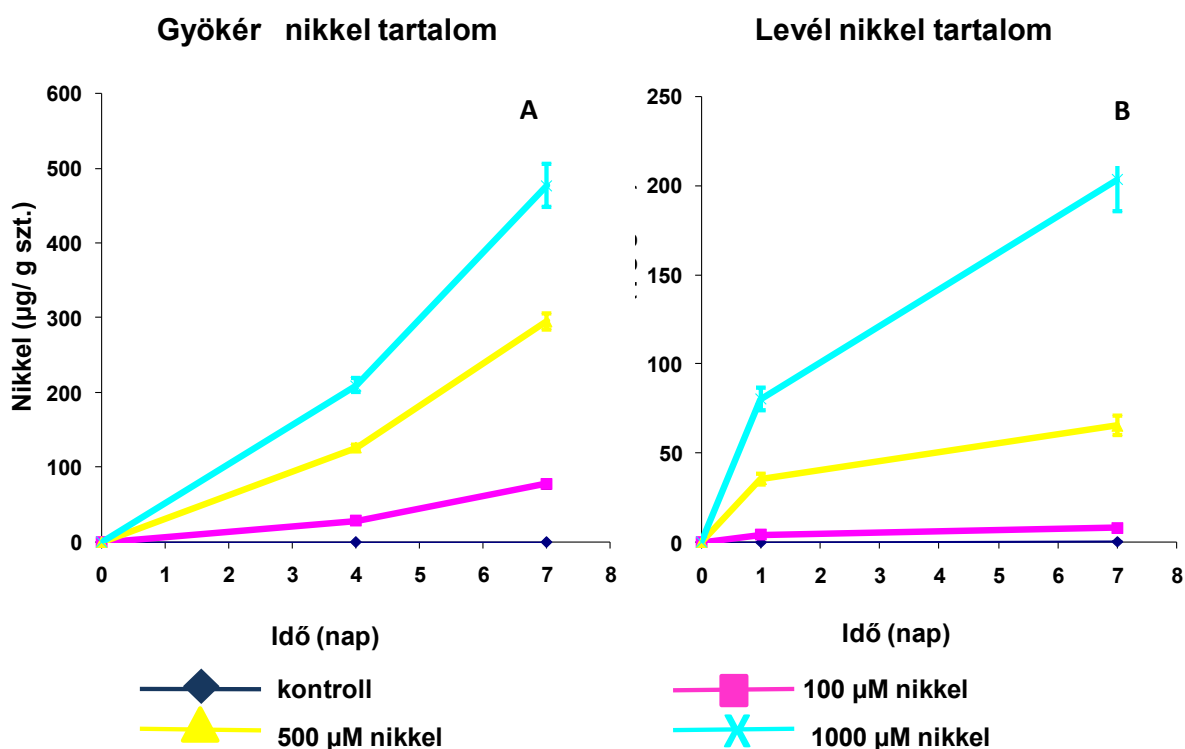 Gyökér nikkel tartalom
Levél nikkel tartalom
A
B
Nikkel (µg/ g szt.)
600
500
400
300
200
100
0
0 1 2 3 4 5 6 7 8
250
200
150
100
50
0
0 1 2 3 4 5 6 7 8
Idő (nap)
Idő (nap)
kontroll
100 µM nikkel
500 µM nikkel
1000 µM nikkel